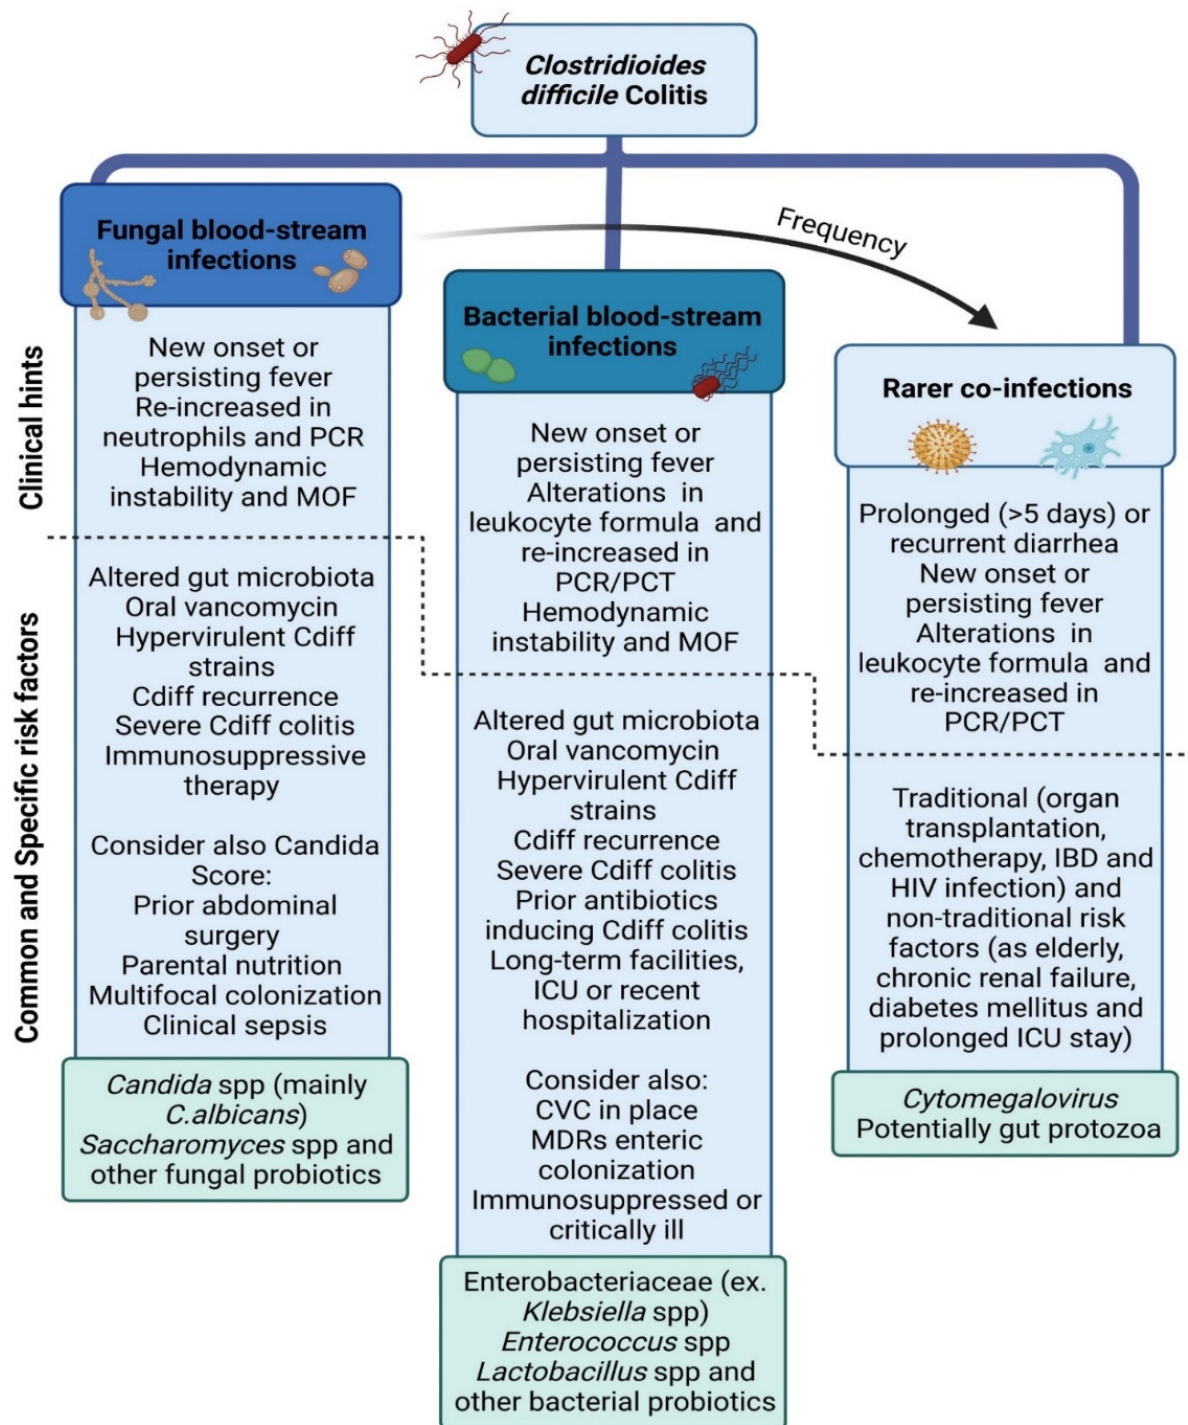 Clostridioides
difficile Colitis
Frequency
Clinical hints
Common and Specific risk factors
Fungal blood-stream
infections
New onset or
persisting fever
Re-increased in
neutrophils and PCR
Hemodynamic
instability and MOF
Altered gut microbiota
Oral vancomycin
Hypervirulent Cdiff
strains
Cdiff recurrence
Severe Cdiff colitis
Immunosuppressive
therapy
Consider also Candida
Score:
Prior abdominal
surgery
Parental nutrition
Multifocal colonization
Clinical sepsis
Candida spp (mainly
C.albicans)
Saccharomyces spp and
other fungal probiotics
Bacterial blood-stream
infections
New onset or
persisting fever
Alterations in
leukocyte formula and
re-increased in
PCR/PCT
Hemodynamic
instability and MOF
Altered gut microbiota
Oral vancomycin
Hypervirulent Cdiff
strains
Cdiff recurrence
Severe Cdiff colitis
Prior antibiotics
inducing Cdiff colitis
Long-term facilities,
ICU or recent
hospitalization
Consider also:
CVC in place
MDRs enteric
colonization
Immunosuppressed or
critically ill
Enterobacteriaceae (ex.
Klebsiella spp)
Enterococcus spp
Lactobacillus spp and
other bacterial probiotics
Rarer co-infections
Prolonged (>5 days) or
recurrent diarrhea
New onset or
persisting fever
Alterations in
leukocyte formula and
re-increased in
PCR/PCT
Traditional (organ
transplantation,
chemotherapy, IBD and
HIV infection) and
non-traditional risk
factors (as elderly,
chronic renal failure,
diabetes mellitus and
prolonged ICU stay)
Cytomegalovirus
Potentially gut protozoa